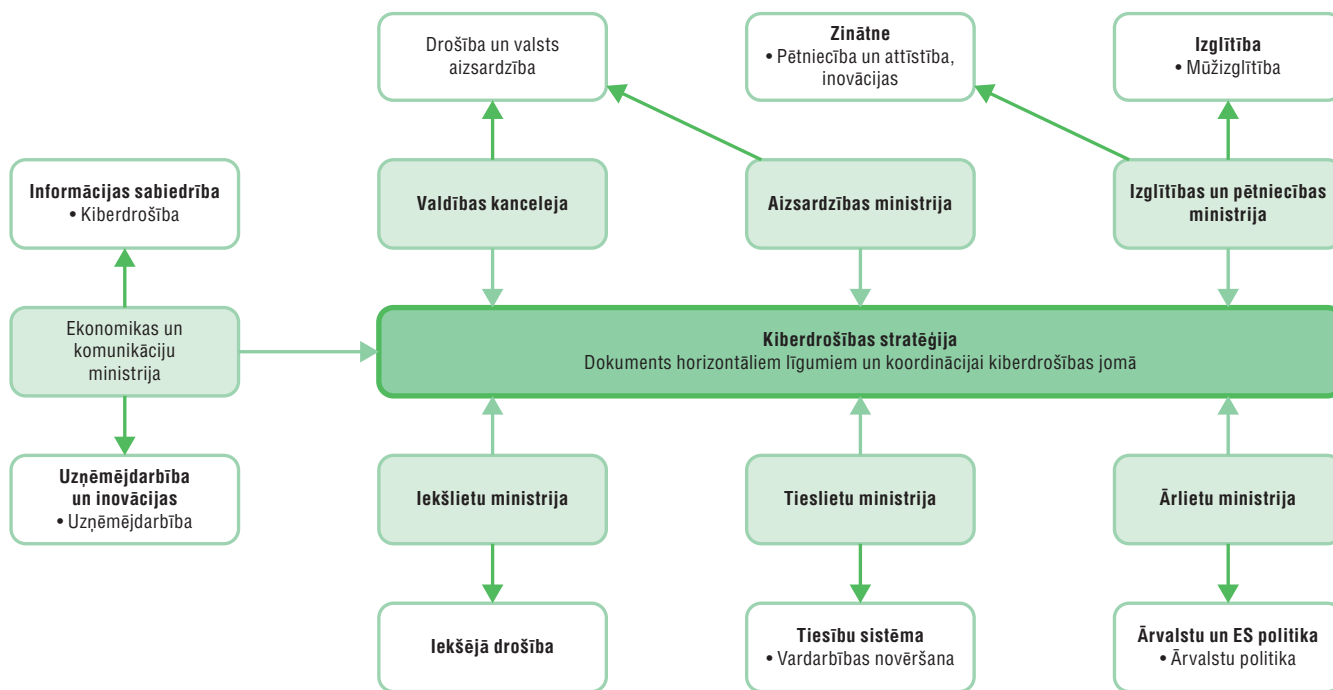 Drošība un valsts
aizsardzība
Zinātne
• Pētniecība un attīstība,
inovācijas
Izglītība
• Mūžizglītība
Informācijas sabiedrība
• Kiberdrošība
Valdības kanceleja
Aizsardzības ministrija
Izglītības un pētniecības
ministrija
Ekonomikas un
komunikāciju
ministrija
Kiberdrošības stratēģija
Dokuments horizontāliem līgumiem un koordinācijai kiberdrošības jomā
Uzņēmējdarbība
un inovācijas
• Uzņēmējdarbība
Iekšlietu ministrija
Tieslietu ministrija
Ārlietu ministrija
Iekšējā drošība
Tiesību sistēma
• Vardarbības novēršana
Ārvalstu un ES politika
• Ārvalstu politika